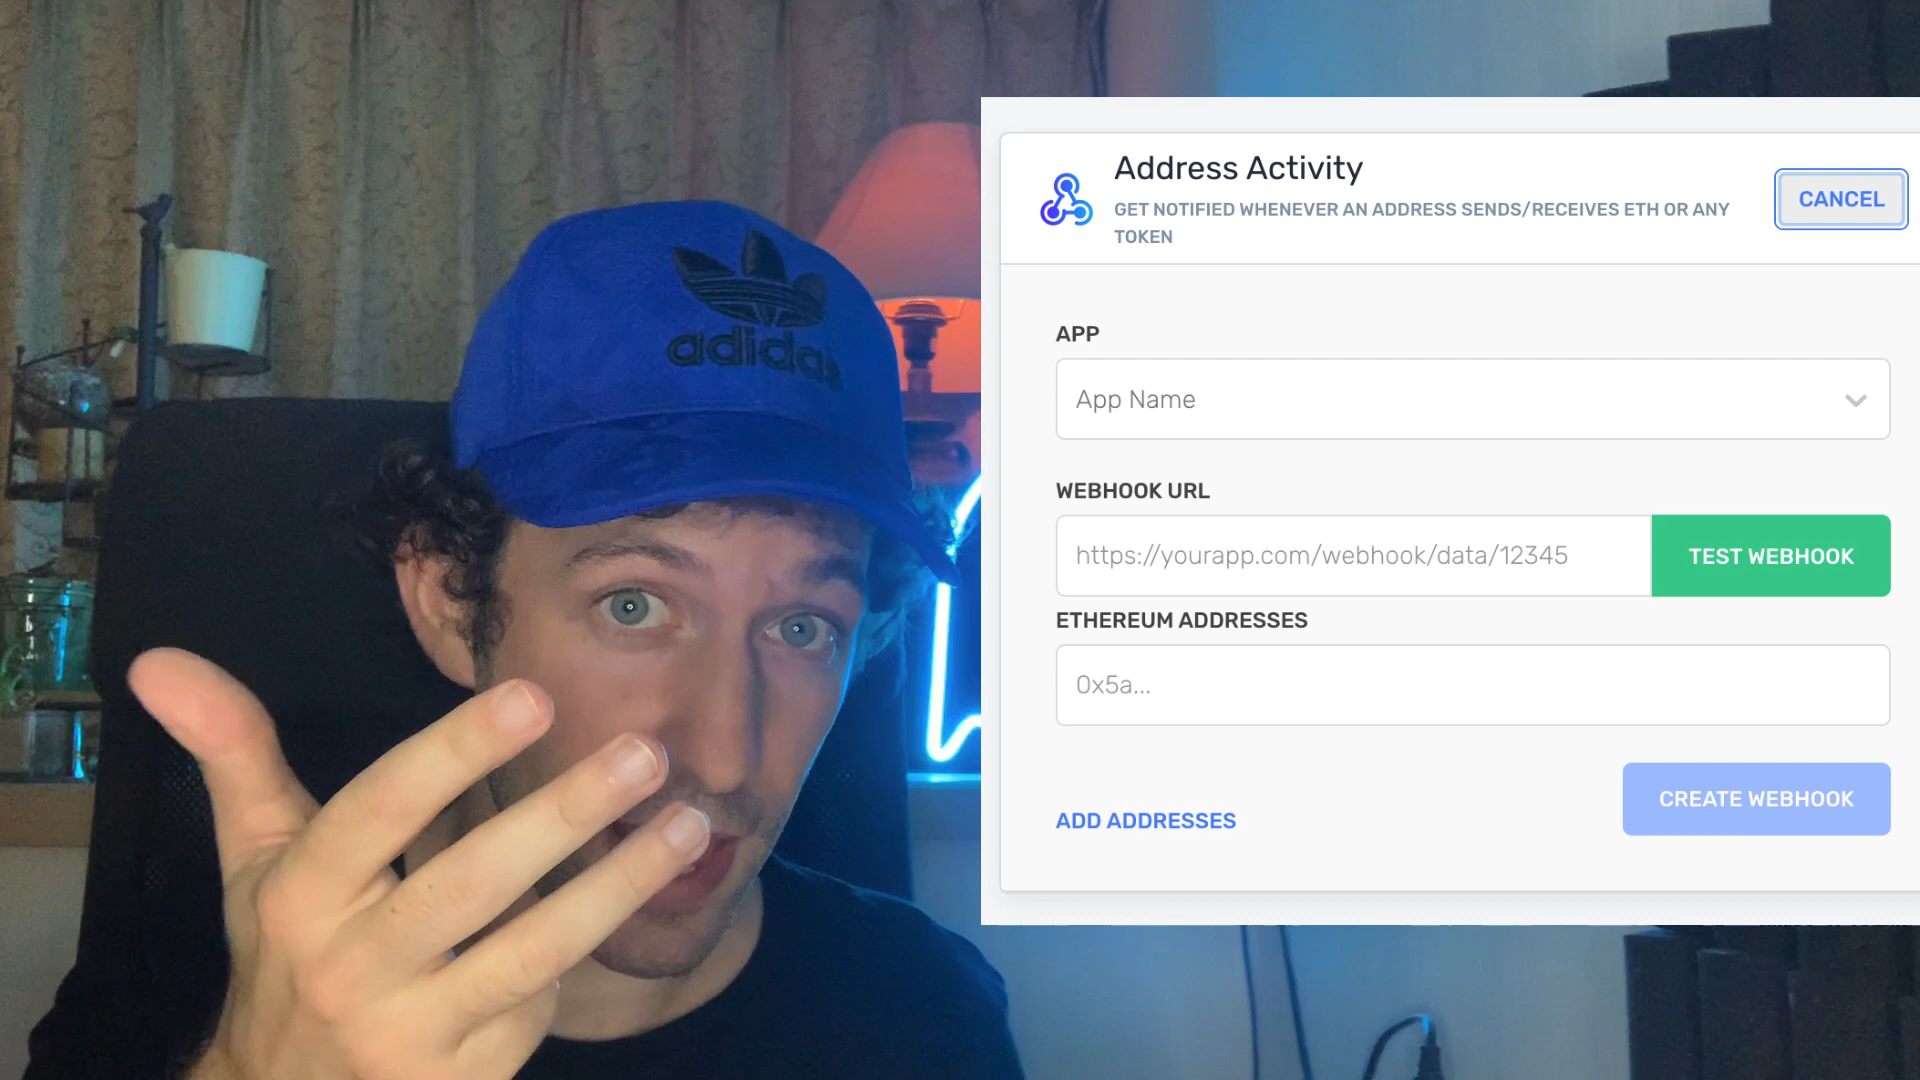 adidas
Address Activity
GET NOTIFIED WHENEVER AN ADDRESS SENDS/RECEIVES ETH OR ANY
TOKEN
CANCEL
APP
App Name
WEBHOOK URL
https://yourapp.com/webhook/data/12345
TEST WEBHOOK
ETHEREUM ADDRESSES
0x5a...
ADD ADDRESSES
CREATE WEBHOOK